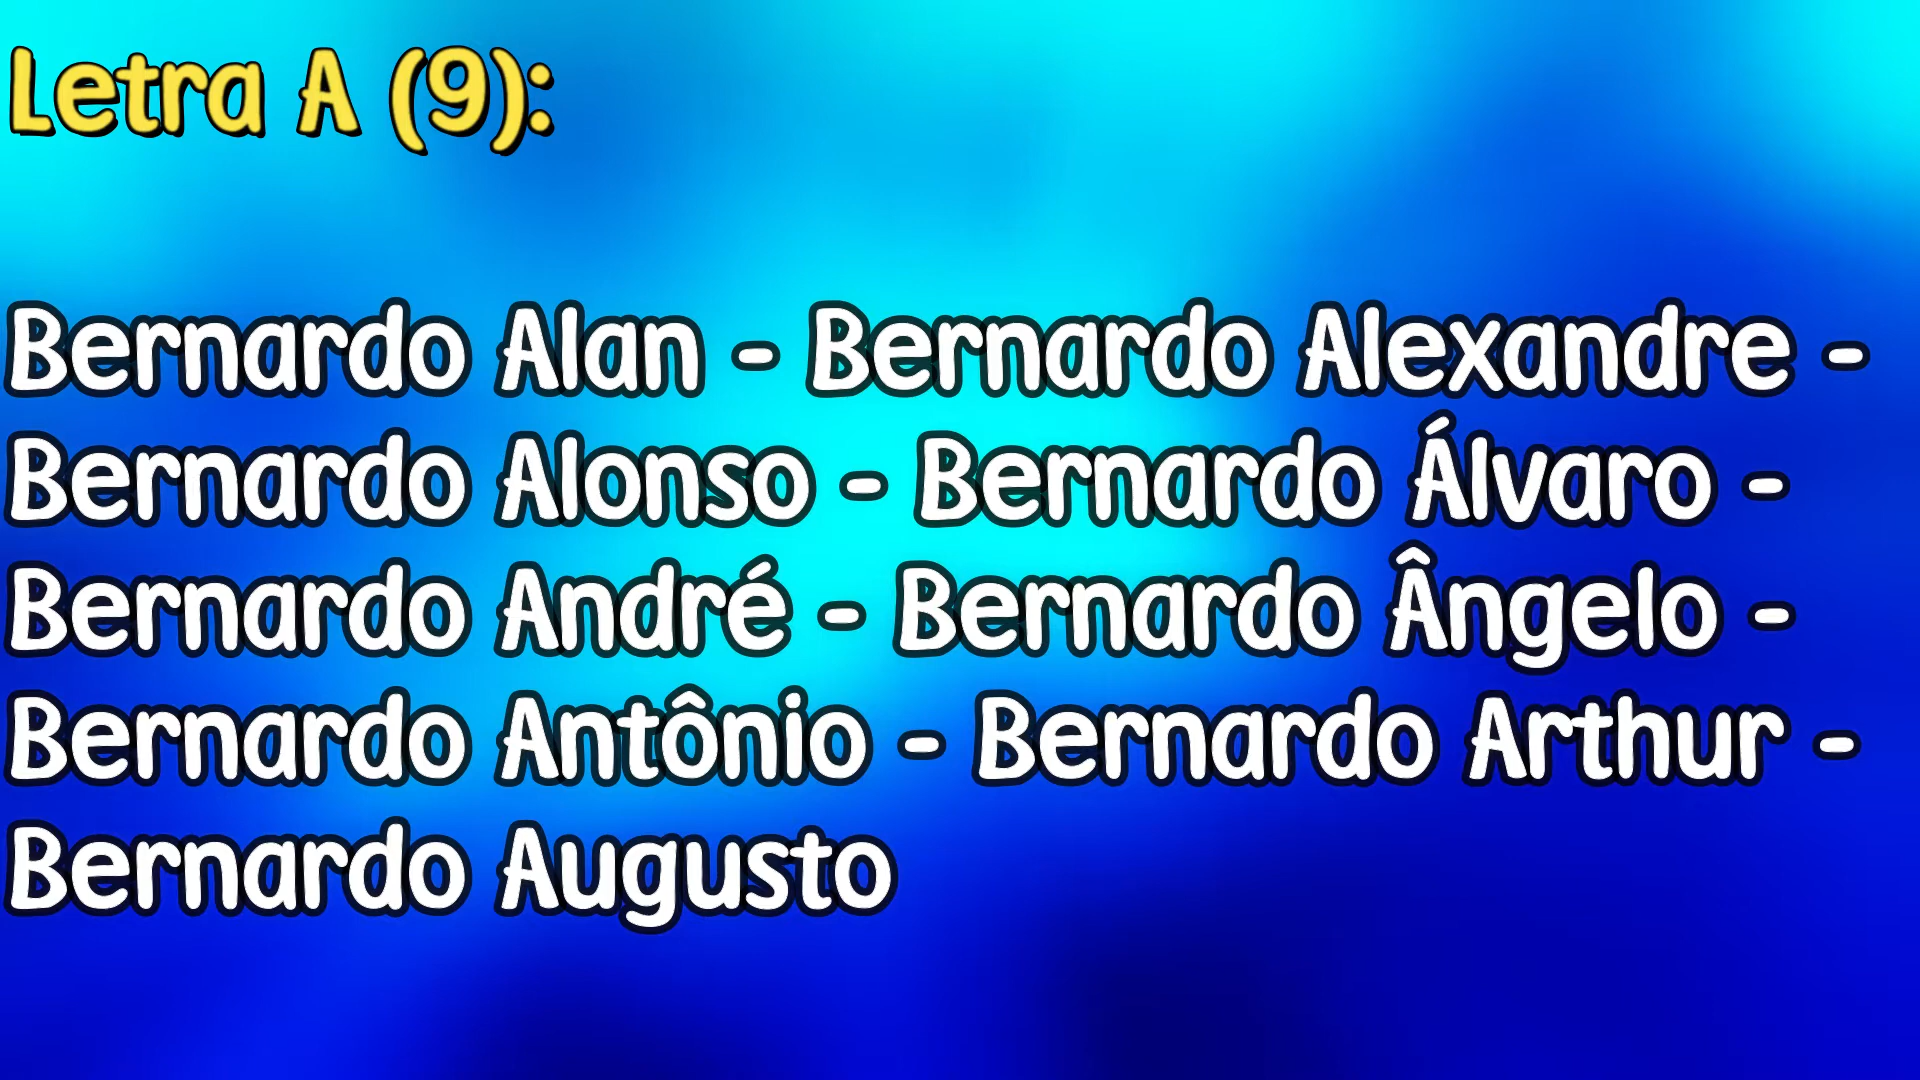 Letra A (9):
Bernardo Alan - Bernardo Alexandre -
Bernardo Alonso - Bernardo Álvaro -
Bernardo André - Bernardo Ângelo -
Bernardo Antônio - Bernardo Arthur -
Bernardo Augusto